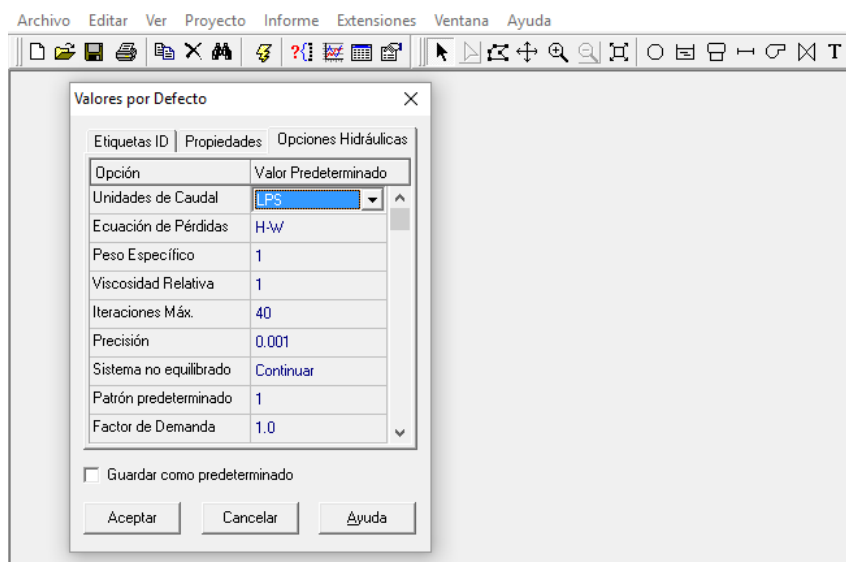 Archivo Editar Ver Proyecto Informe Extensiones Ventana Ayuda
T
Valores por Defecto
Etiquetas ID Propiedades Opciones Hidráulicas
Opción Valor Predeterminado
Unidades de Caudal LPS
Ecuación de Pérdidas H-W
Peso Específico 1
Viscosidad Relativa 1
Iteraciones Máx. 40
Precisión 0.001
Sistema no equilibrado Continuar
Patrón predeterminado 1
Factor de Demanda 1.0
Guardar como predeterminado
Aceptar Cancelar Ayuda